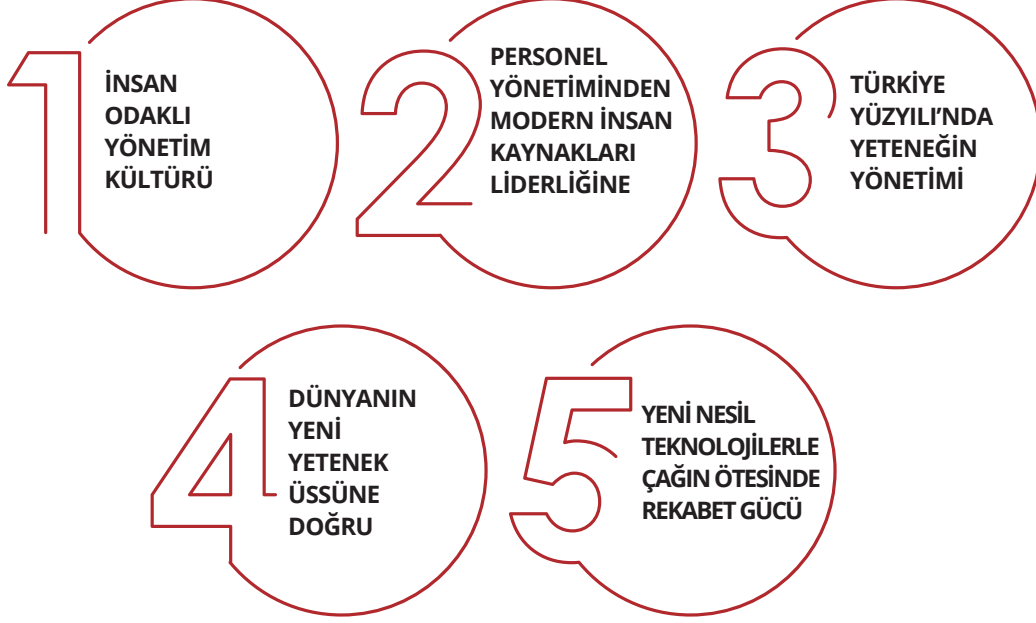 1
İNSAN
ODAKLI
YÖNETİM
KÜLTÜRÜ
2
PERSONEL
YÖNETİMİNDEN
MODERN İNSAN
KAYNAKLARI
LİDERLİĞİNE
3
TÜRKİYE
YÜZYILI’NDA
YETENEĞİN
YÖNETİMİ
4
DÜNYANIN
YENİ
YETENEK
ÜSSÜNE
DOĞRU
5
YENİ NESİL
TEKNOLOJİLERLE
ÇAĞIN ÖTESİNDE
REKABET GÜCÜ